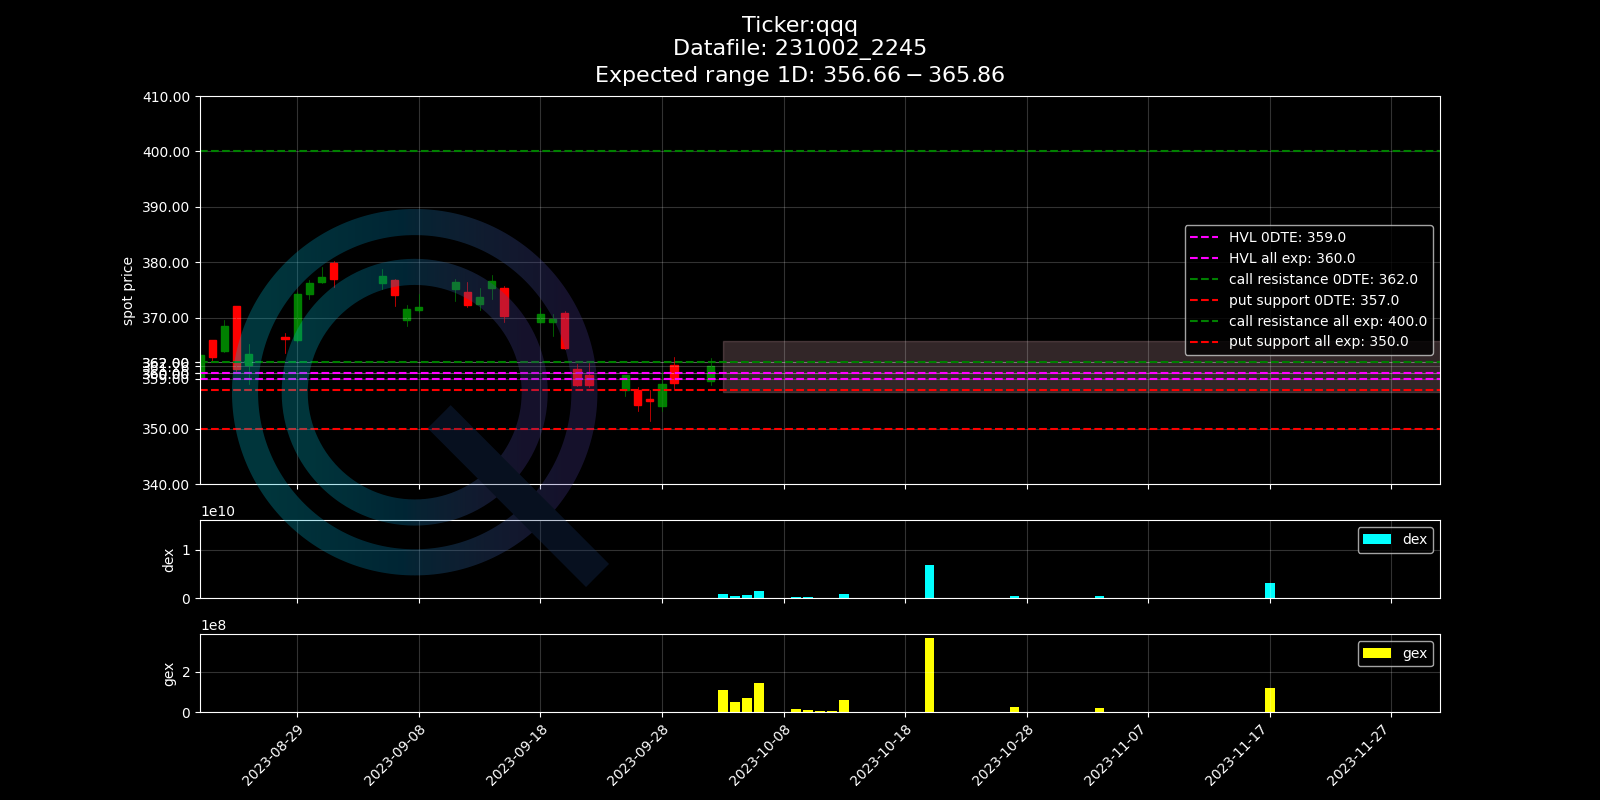 Ticker:qqq
Datafile: 231002_2245
Expected range 1D: 356.66 − 365.86
410.00
400.00
390.00
380.00
370.00
362.00
359.00
350.00
340.00
spot price
HVL 0DTE: 359.0
HVL all exp: 360.0
call resistance 0DTE: 362.0
put support 0DTE: 357.0
call resistance all exp: 400.0
put support all exp: 350.0
1e10
1
0
dex
dex
1e8
2
0
gex
gex
2023-08-29
2023-09-08
2023-09-18
2023-09-28
2023-10-08
2023-10-18
2023-10-28
2023-11-07
2023-11-17
2023-11-27